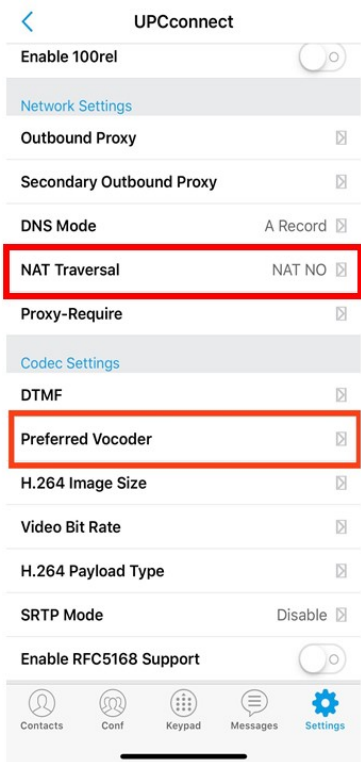 UPCconnect
Enable 100rel
Network Settings
Outbound Proxy
Secondary Outbound Proxy
DNS Mode A Record
NAT Traversal NAT NO
Proxy-Require
Codec Settings
DTMF
Preferred Vocoder
H.264 Image Size
Video Bit Rate
H.264 Payload Type
SRTP Mode Disable
Enable RFC5168 Support
Contacts Conf Keypad Messages Settings